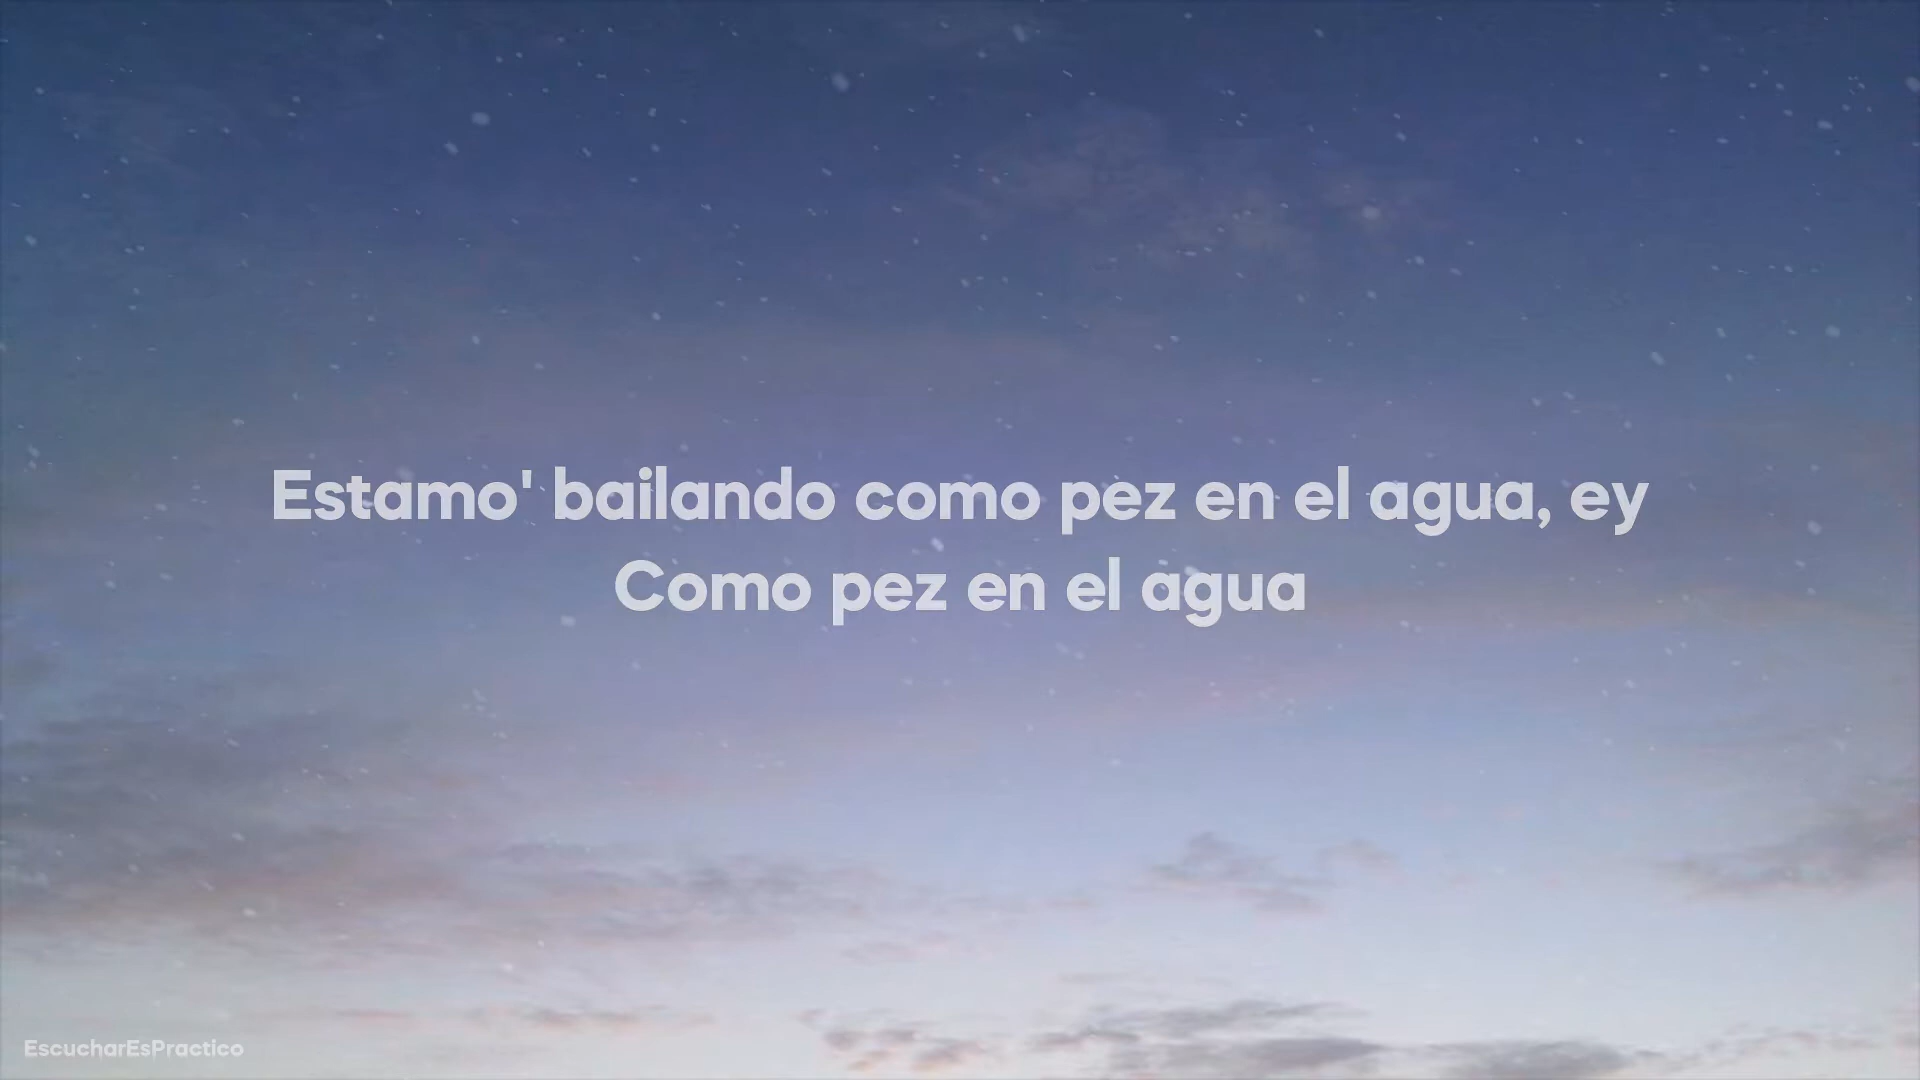 Estamo' bailando como pez en el agua, ey
Como pez en el agua
EscucharEsPractico